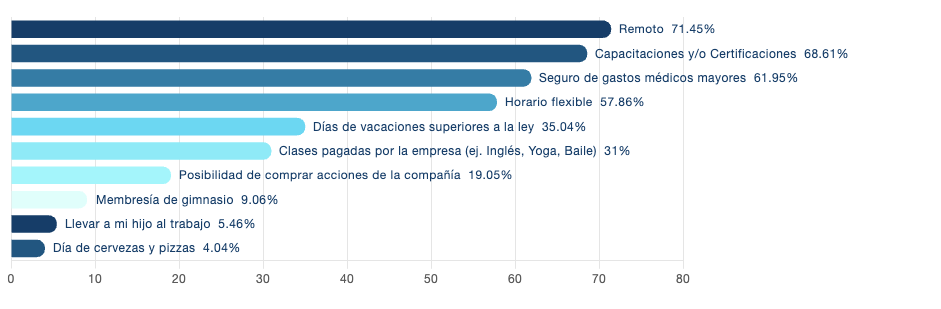 Remoto 71.45%
Capacitaciones y/o Certificaciones 68.61%
Seguro de gastos médicos mayores 61.95%
Horario flexible 57.86%
Días de vacaciones superiores a la ley 35.04%
Clases pagadas por la empresa (ej. Inglés, Yoga, Baile) 31%
Posibilidad de comprar acciones de la compañía 19.05%
Membresía de gimnasio 9.06%
Llevar a mi hijo al trabajo 5.46%
Día de cervezas y pizzas 4.04%
0 10 20 30 40 50 60 70 80